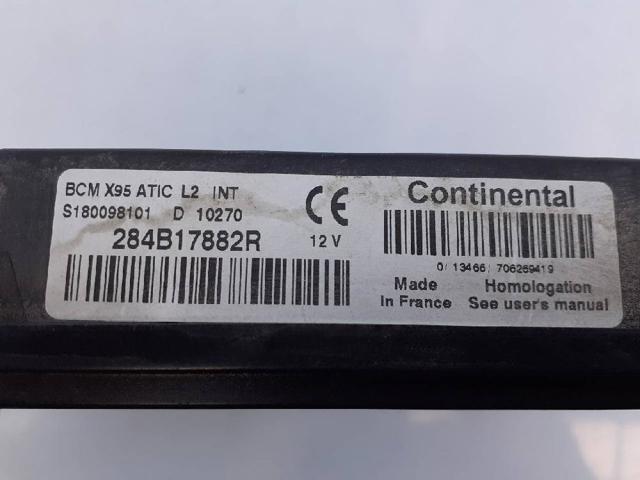 BCM X95 ATIC L2 INT
S180098101 D 10270
284B17882R
CE
12 V
Continental
0/ 13466/ 706269419
Made
In France
Homologation
See user's manual